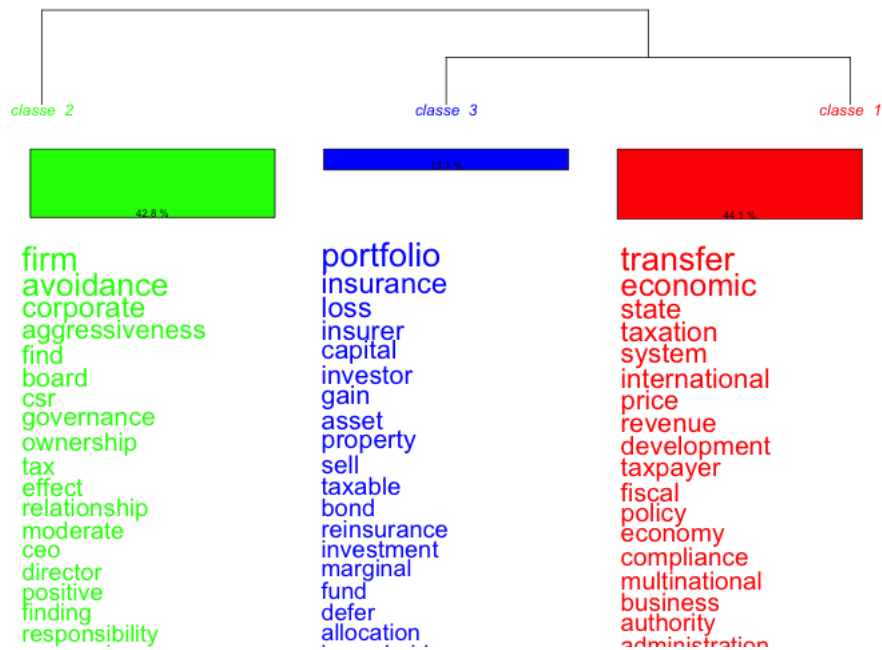 classe 2
classe 3
classe 1
42.8 %
13.1 %
44.1 %
firm
avoidance
corporate
aggressiveness
find
board
csr
governance
ownership
tax
effect
relationship
moderate
ceo
director
positive
finding
responsibility
portfolio
insurance
loss
insurer
capital
investor
gain
asset
property
sell
taxable
bond
reinsurance
investment
marginal
fund
defer
allocation
transfer
economic
state
taxation
system
international
price
revenue
development
taxpayer
fiscal
policy
economy
compliance
multinational
business
authority
administration